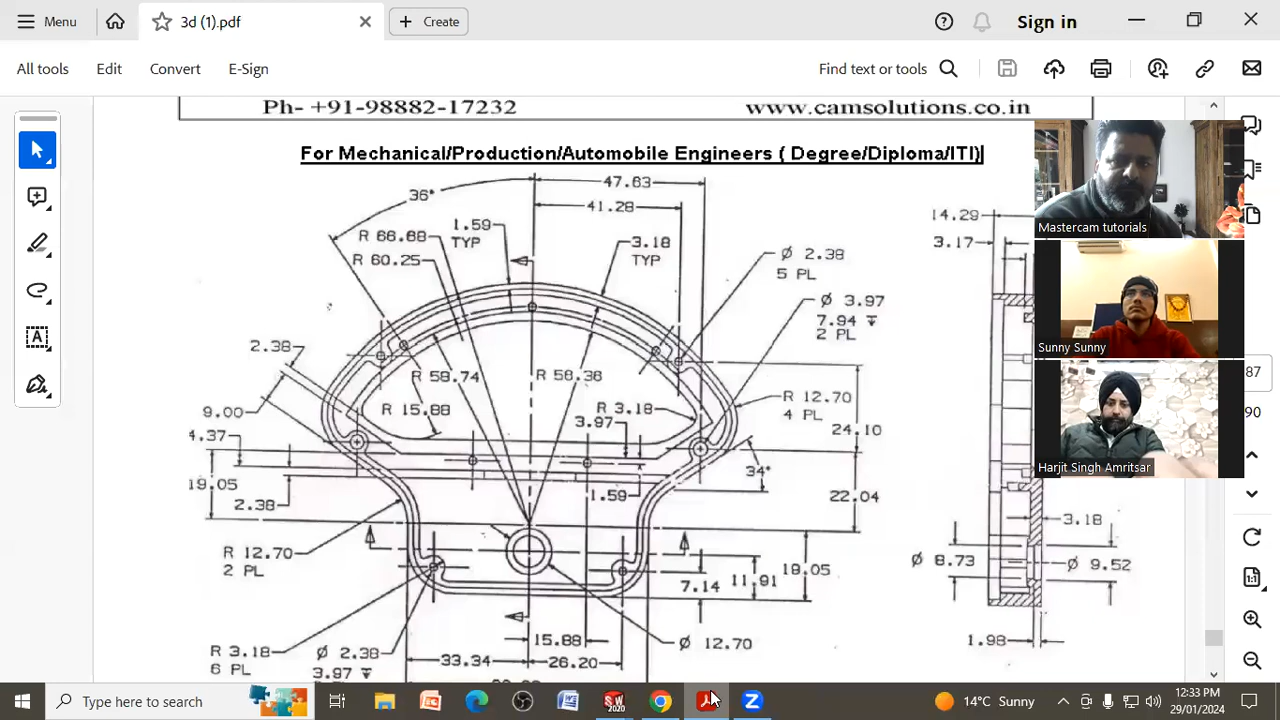 Menu
3d (1).pdf
Create
Sign in
All tools
Edit
Convert
E-Sign
Find text or tools
Ph- +91-98882-17232
www.camsolutions.co.in
For Mechanical/Production/Automobile Engineers ( Degree/Diploma/ITI)
47.63
36°
41.28
14.29
1.59
TYP
R 66.68
R 60.25
3.18
TYP
3.17
Ø 2.38
5 PL
Ø 3.97
7.94 ↧
2 PL
2.38
R 58.74
R 56.36
R 15.88
R 3.18
R 12.70
4 PL
9.00
3.97
24.10
4.37
34°
19.05
2.38
1.59
22.04
3.18
R 12.70
2 PL
Ø 8.73
Ø 9.52
7.14
11.91
19.05
15.88
Ø 12.70
1.98
R 3.18
6 PL
Ø 2.38
3.97 ↧
33.34
26.20
Mastercam tutorials
Sunny Sunny
Harjit Singh Amritsar
87
90
Type here to search
14°C Sunny
12:33 PM
29/01/2024